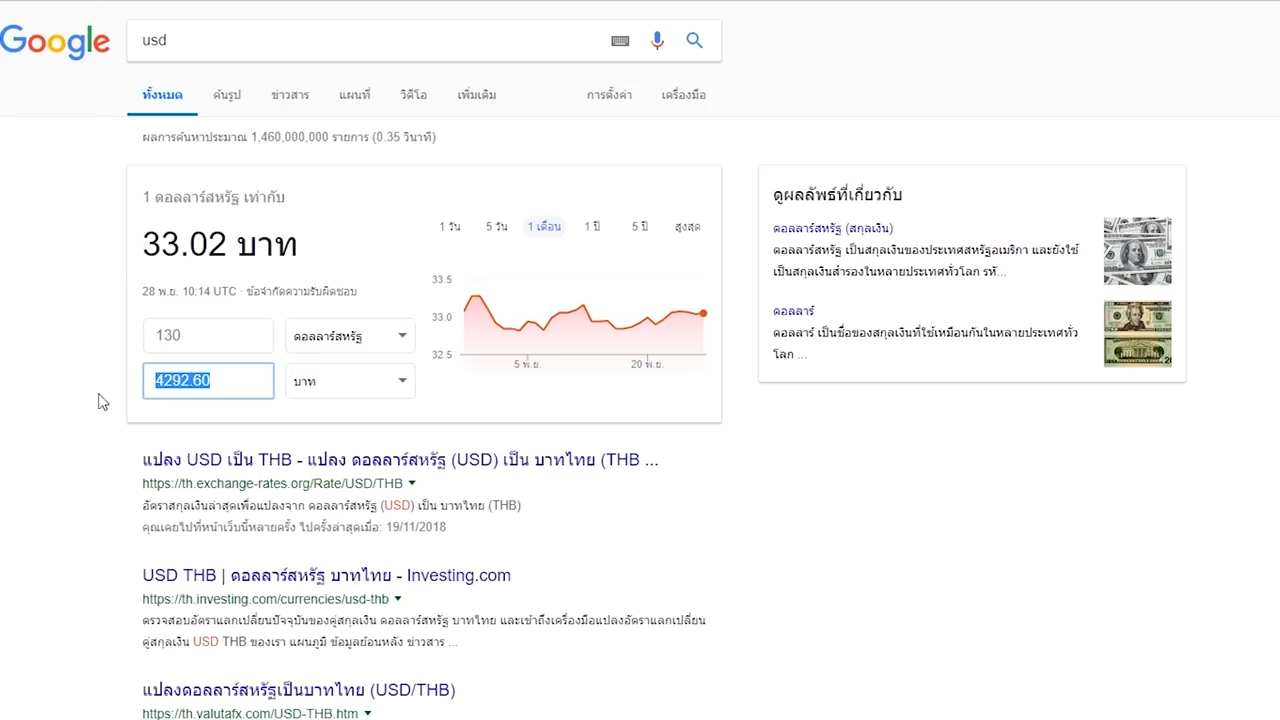 Google
usd
ทั้งหมด ค้นรูป ข่าวสาร แผนที่ วิดีโอ เพิ่มเติม การตั้งค่า เครื่องมือ
ผลการค้นหาประมาณ 1,460,000,000 รายการ (0.35 วินาที)
1 ดอลลาร์สหรัฐ เท่ากับ
33.02 บาท
28 พ.ย. 10:14 UTC · ข้อจำกัดความรับผิดชอบ
130 ดอลลาร์สหรัฐ
4292.60 บาท
1 วัน 5 วัน 1 เดือน 1 ปี 5 ปี สูงสุด
33.5
33.0
32.5
5 พ.ย. 20 พ.ย.
แปลง USD เป็น THB - แปลง ดอลลาร์สหรัฐ (USD) เป็น บาทไทย (THB ...
https://th.exchange-rates.org/Rate/USD/THB
อัตราสกุลเงินล่าสุดเพื่อแปลงจาก ดอลลาร์สหรัฐ (USD) เป็น บาทไทย (THB)
คุณเคยไปที่หน้าเว็บนี้หลายครั้ง ไปครั้งล่าสุดเมื่อ: 19/11/2018
USD THB | ดอลลาร์สหรัฐ บาทไทย - Investing.com
https://th.investing.com/currencies/usd-thb
ตรวจสอบอัตราแลกเปลี่ยนปัจจุบันของคู่สกุลเงิน ดอลลาร์สหรัฐ บาทไทย และเข้าถึงเครื่องมือแปลงอัตราแลกเปลี่ยน
คู่สกุลเงิน USD THB ของเรา แผนภูมิ ข้อมูลย้อนหลัง ข่าวสาร ...
แปลงดอลลาร์สหรัฐเป็นบาทไทย (USD/THB)
https://th.valutafx.com/USD-THB.htm
ดูผลลัพธ์ที่เกี่ยวกับ
ดอลลาร์สหรัฐ (สกุลเงิน)
ดอลลาร์สหรัฐ เป็นสกุลเงินของประเทศสหรัฐอเมริกา และยังใช้
เป็นสกุลเงินสำรองในหลายประเทศทั่วโลก รหั...
ดอลลาร์
ดอลลาร์ เป็นชื่อของสกุลเงินที่ใช้เหมือนกันในหลายประเทศทั่ว
โลก ...